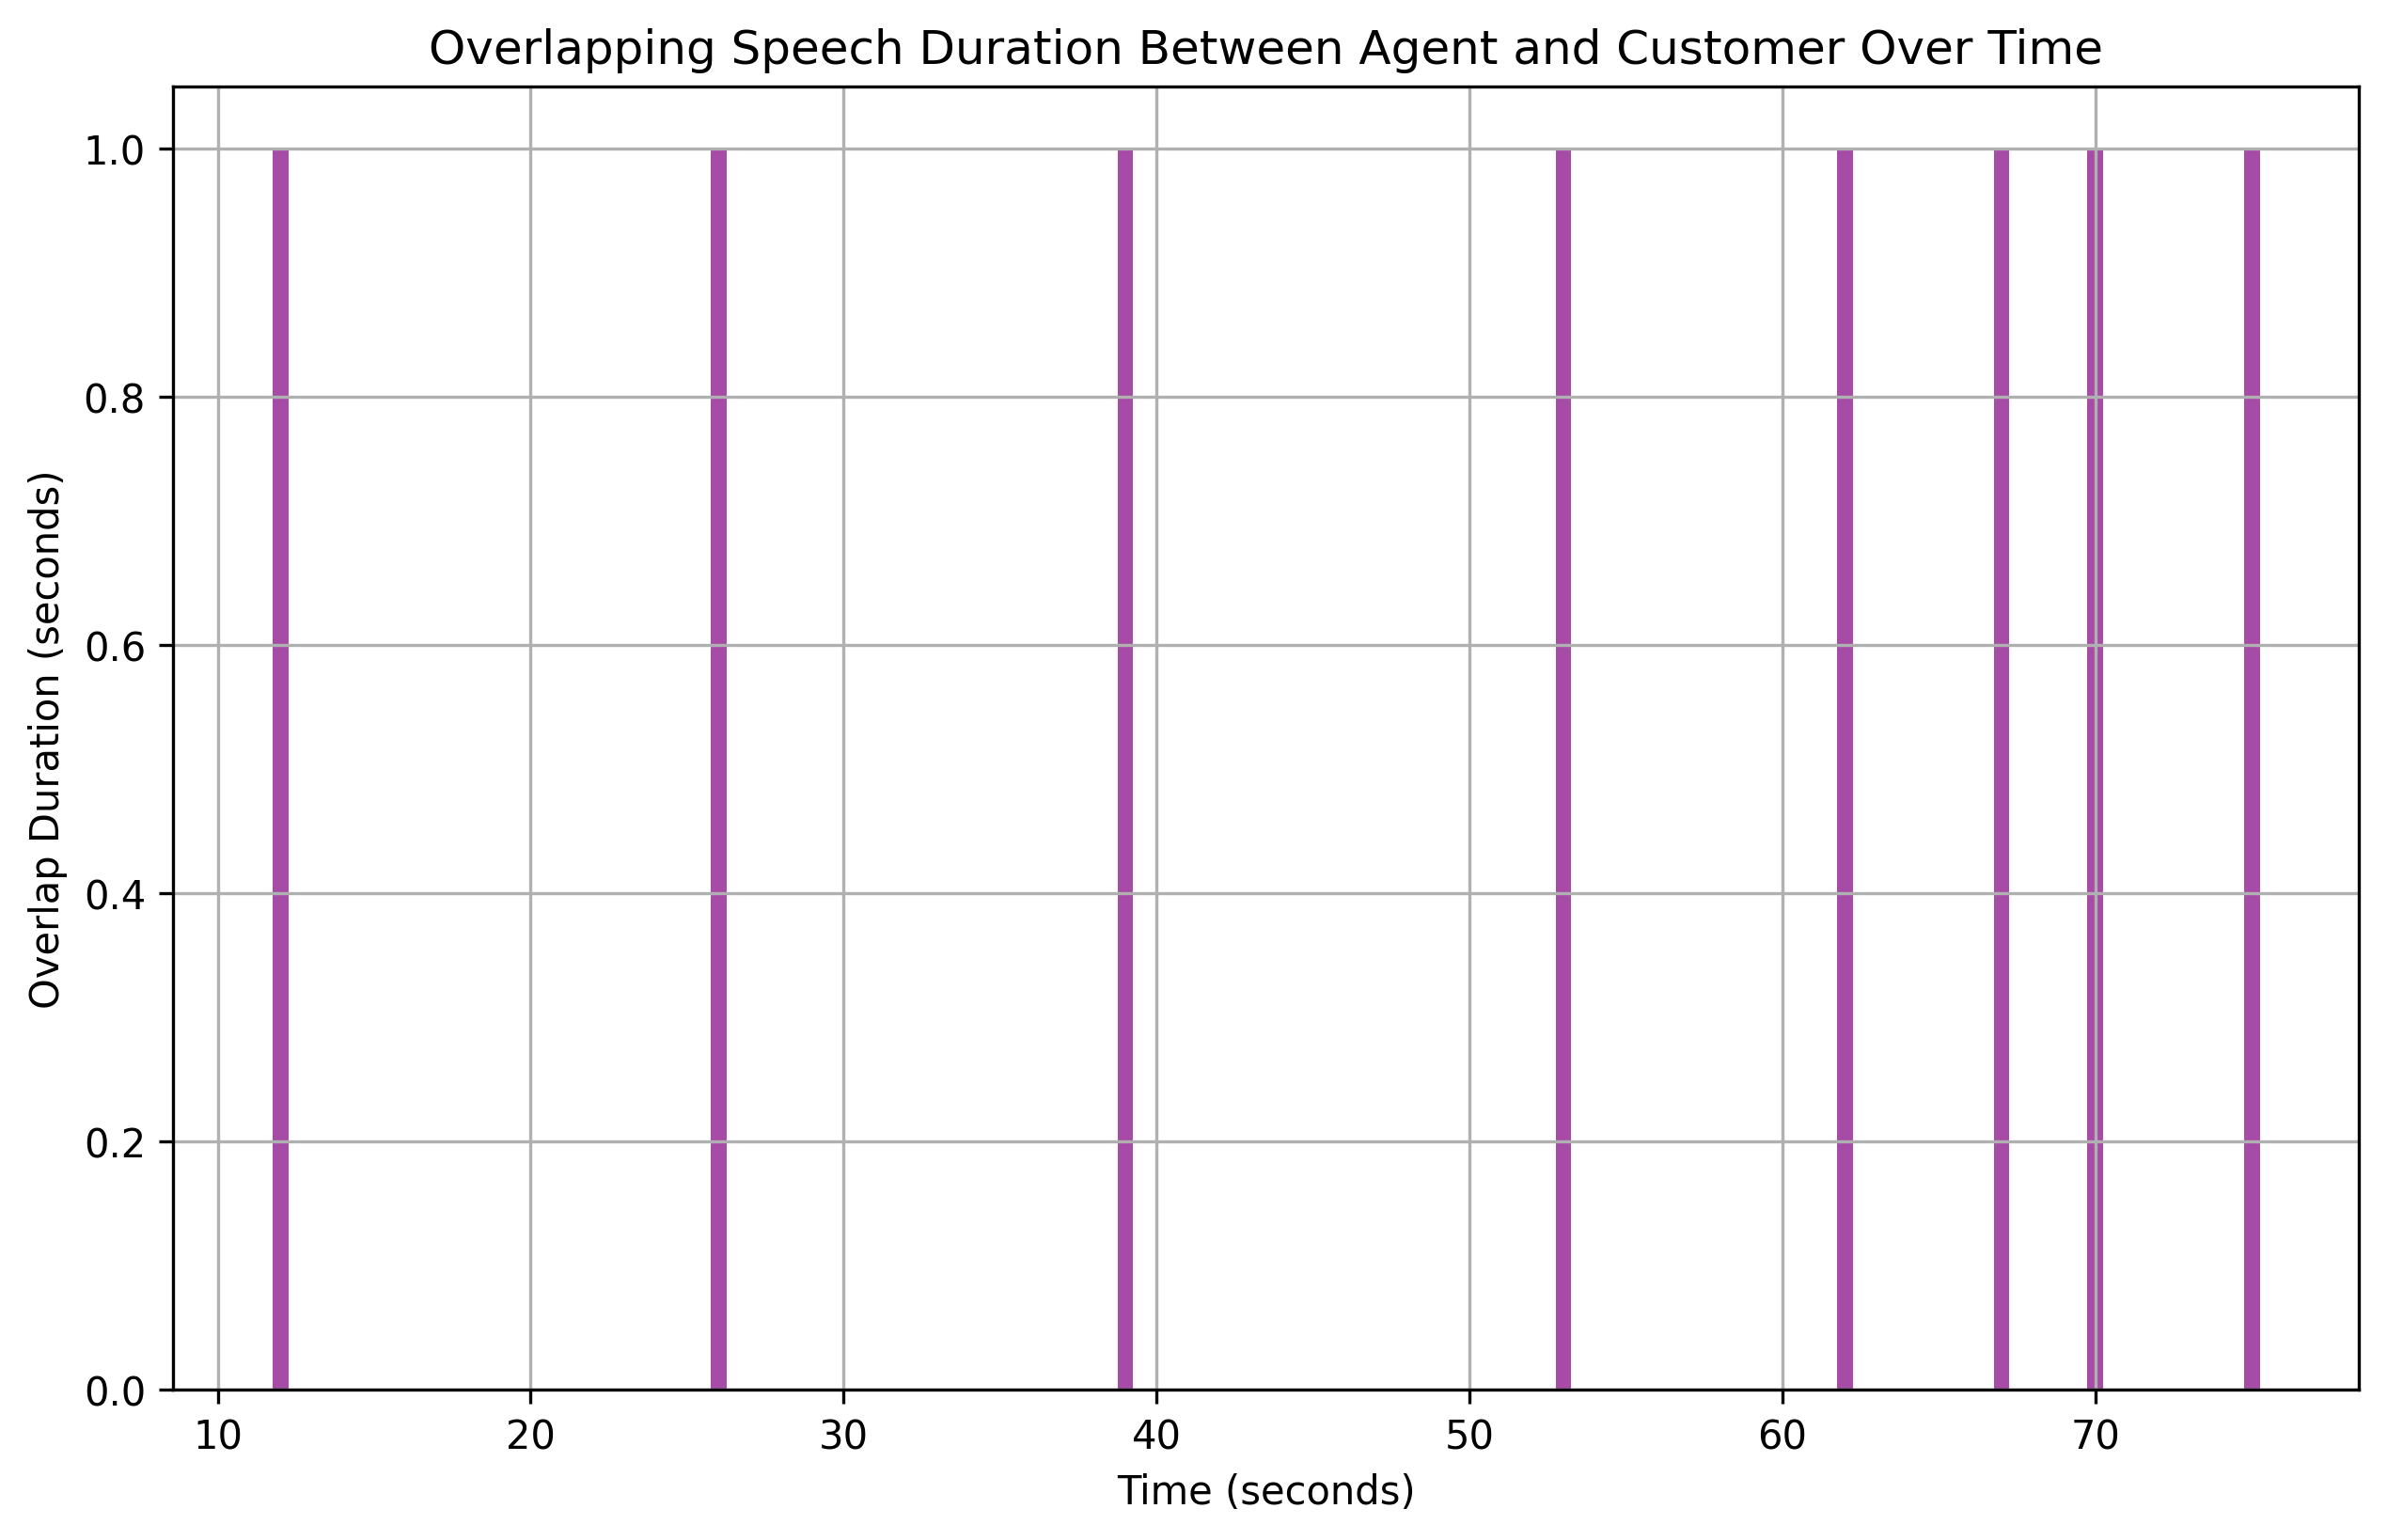 Overlapping Speech Duration Between Agent and Customer Over Time
Overlap Duration (seconds)
1.0
0.8
0.6
0.4
0.2
0.0
10 20 30 40 50 60 70
Time (seconds)